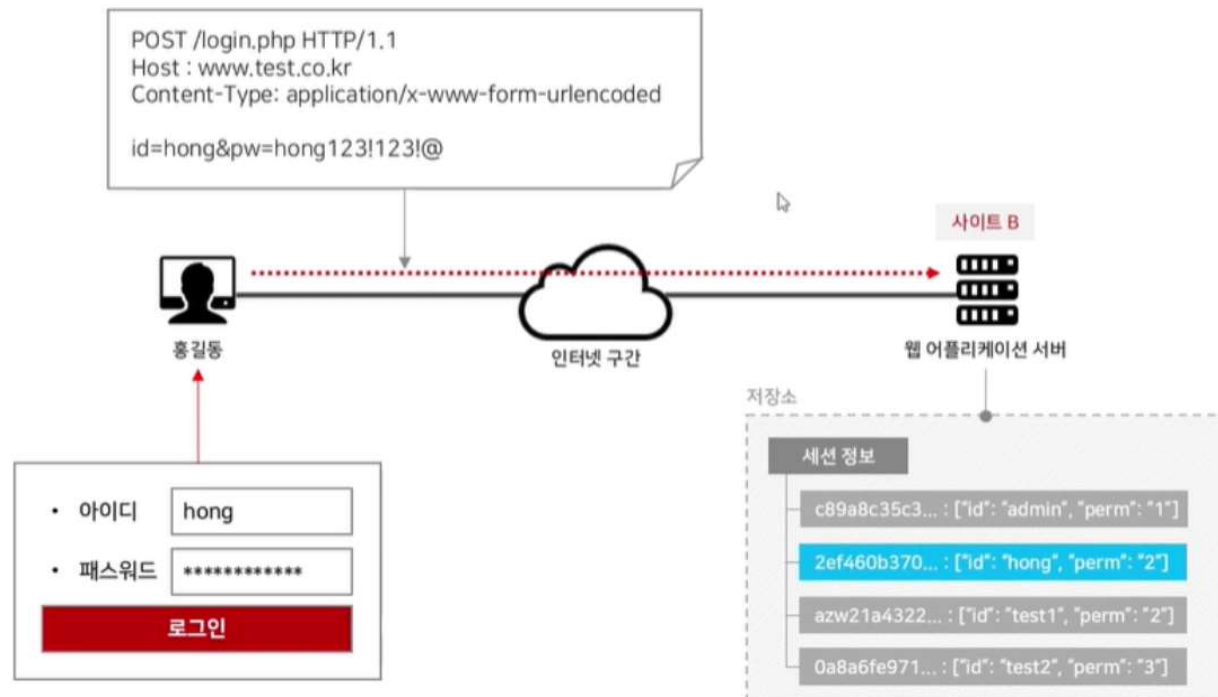 POST /login.php HTTP/1.1
Host : www.test.co.kr
Content-Type: application/x-www-form-urlencoded
id=hong&pw=hong123!123!@
사이트 B
홍길동
인터넷 구간
웹 어플리케이션 서버
저장소
세션 정보
c89a8c35c3... : ["id": "admin", "perm": "1"]
2ef460b370... : ["id": "hong", "perm": "2"]
azw21a4322... : ["id": "test1", "perm": "2"]
0a8a6fe971... : ["id": "test2", "perm": "3"]
• 아이디 hong
• 패스워드 ************
로그인